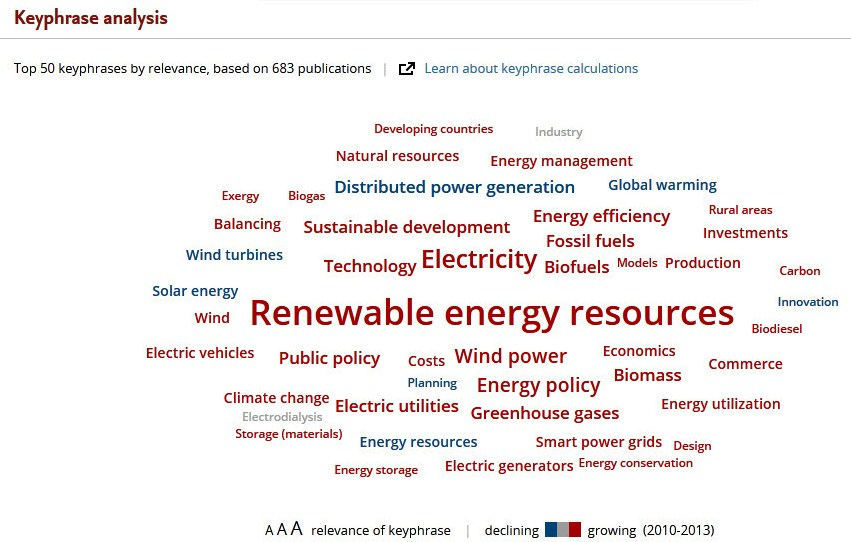 Keyphrase analysis
Top 50 keyphrases by relevance, based on 683 publications | Learn about keyphrase calculations
Developing countries
Industry
Natural resources
Energy management
Distributed power generation
Global warming
Exergy
Biogas
Rural areas
Balancing
Sustainable development
Energy efficiency
Investments
Fossil fuels
Wind turbines
Technology
Electricity
Biofuels
Models
Production
Carbon
Solar energy
Innovation
Wind
Renewable energy resources
Biodiesel
Electric vehicles
Public policy
Costs
Wind power
Economics
Commerce
Planning
Energy policy
Biomass
Climate change
Electric utilities
Greenhouse gases
Energy utilization
Electrodialysis
Storage (materials)
Energy resources
Smart power grids
Design
Energy storage
Electric generators
Energy conservation
A A A relevance of keyphrase | declining growing (2010-2013)